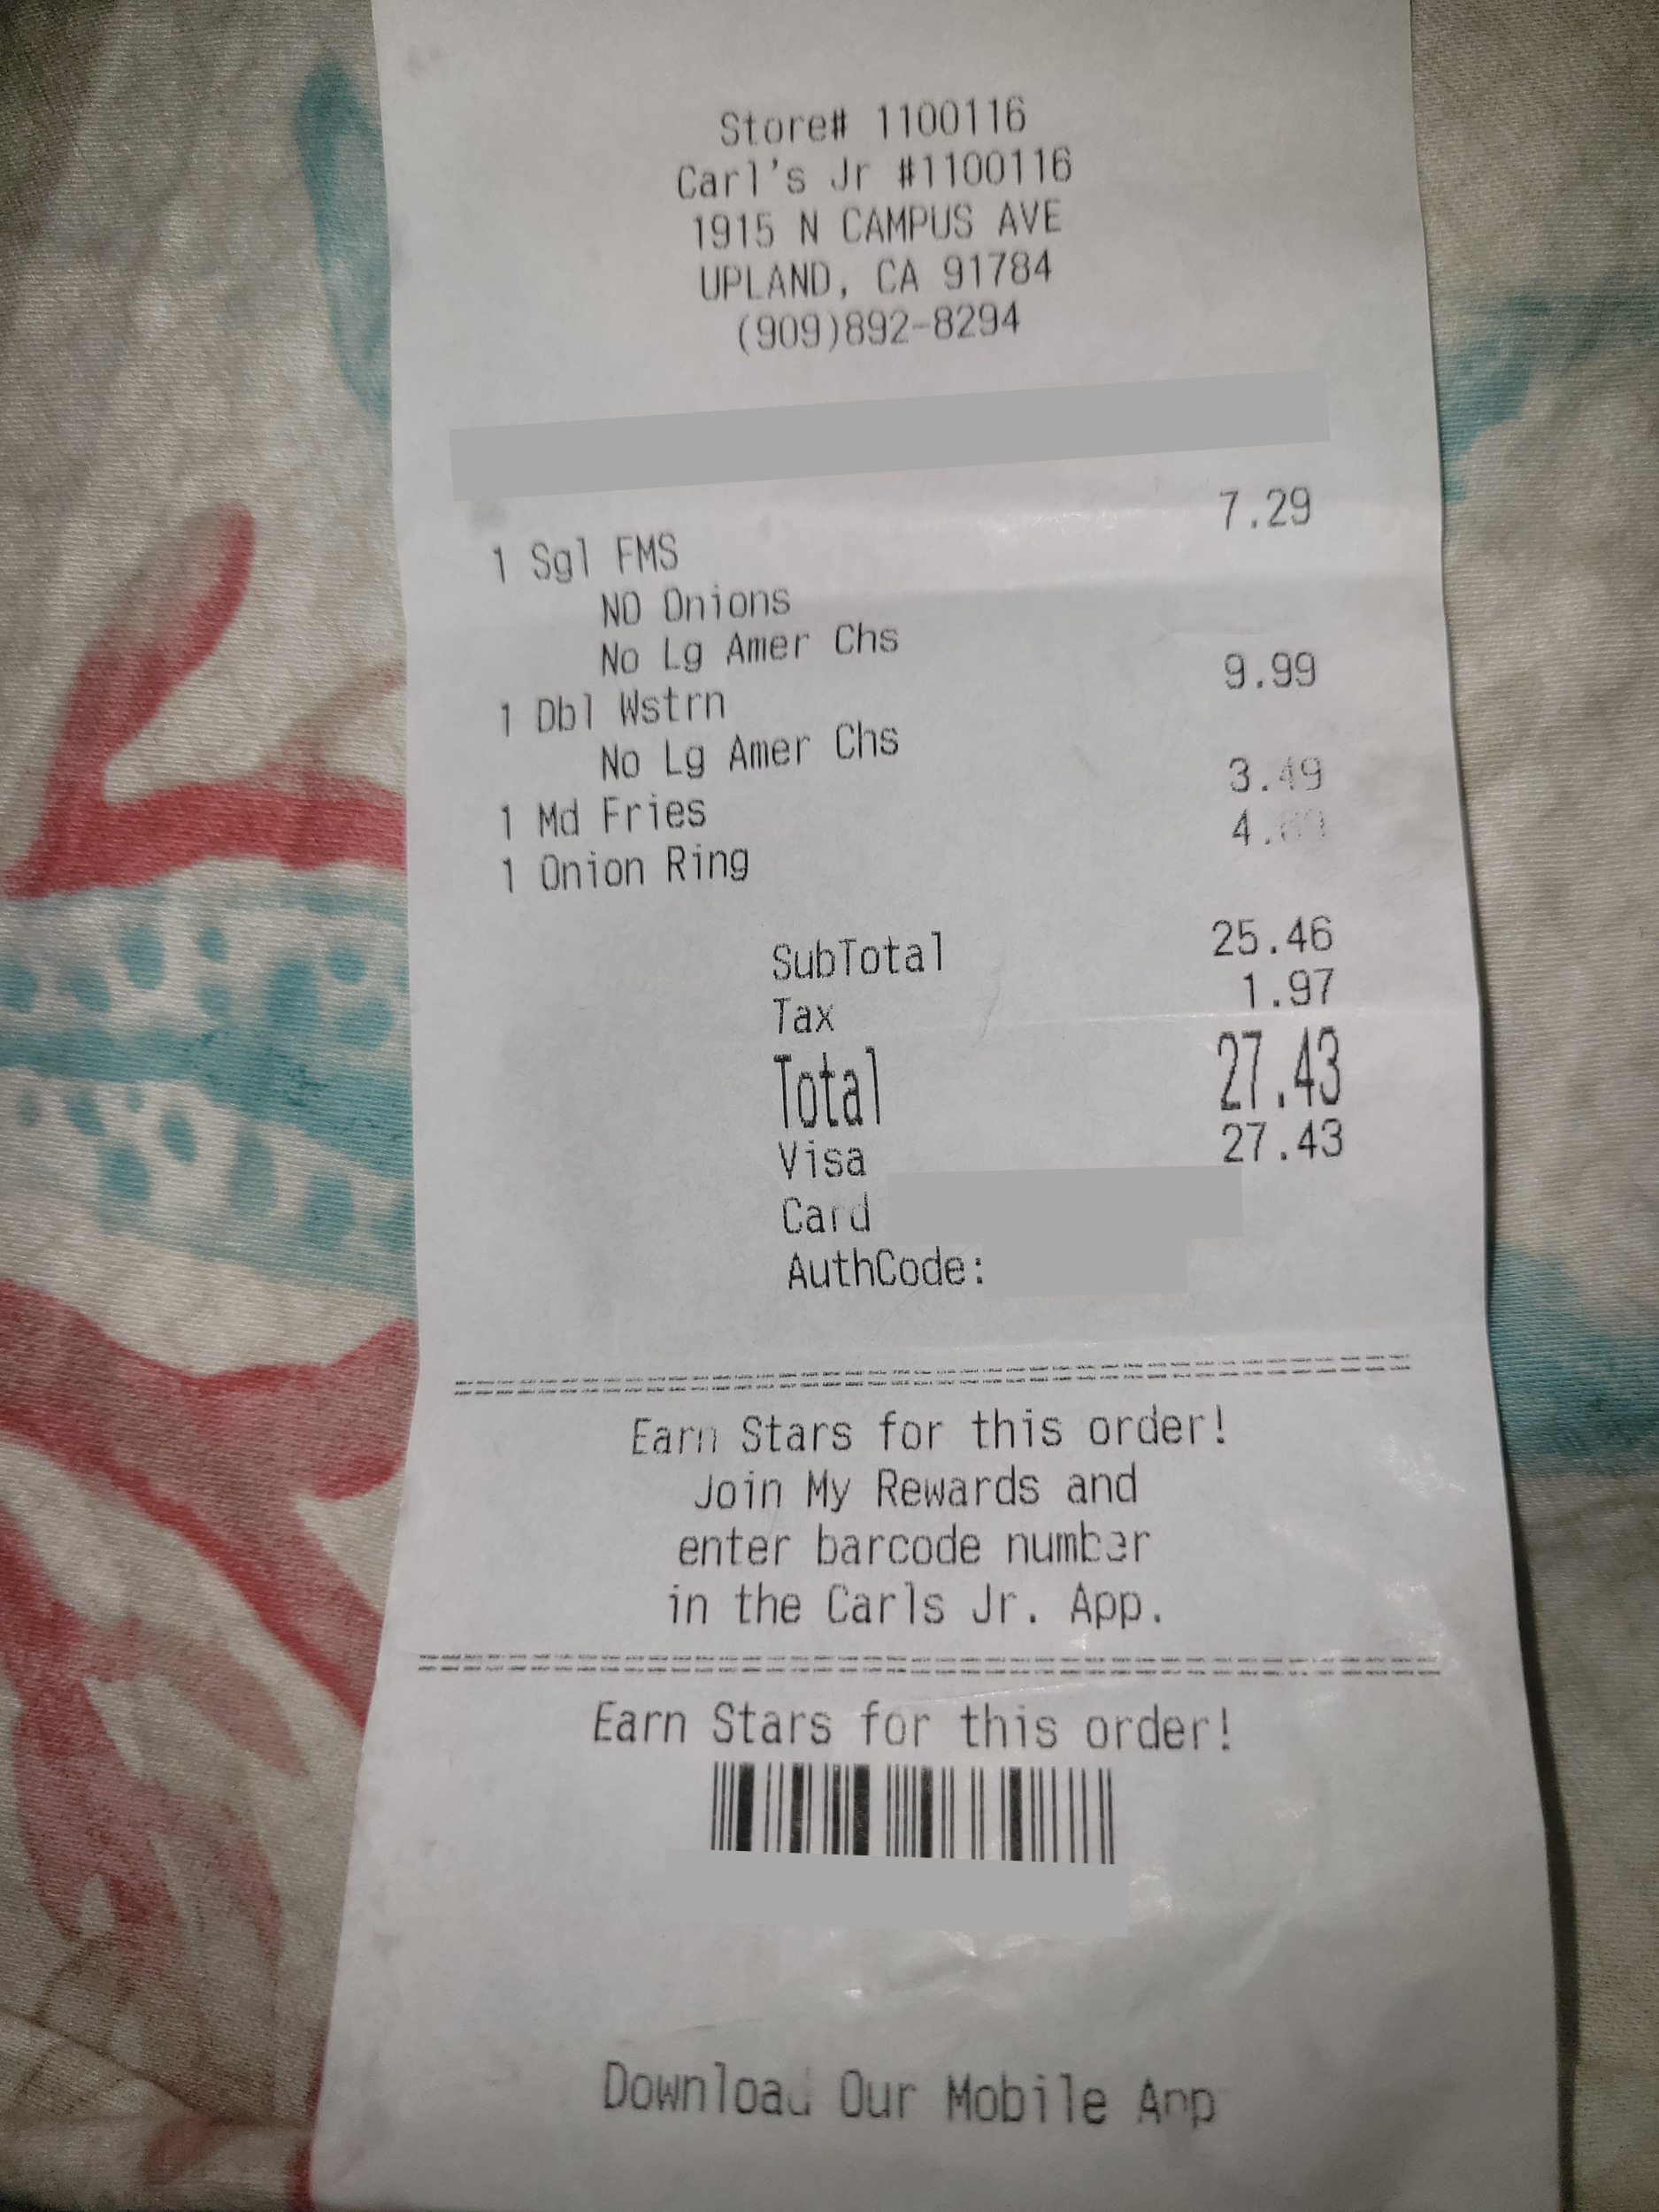 Store# 1100116
Carl's Jr #1100116
1915 N CAMPUS AVE
UPLAND, CA 91784
(909)892-8294
1 Sgl FMS 7.29
NO Onions
No Lg Amer Chs
1 Dbl Wstrn 9.99
No Lg Amer Chs
1 Md Fries 3.49
1 Onion Ring 4.69
SubTotal 25.46
Tax 1.97
Total 27.43
Visa 27.43
Card
AuthCode:
Earn Stars for this order!
Join My Rewards and
enter barcode number
in the Carls Jr. App.
Earn Stars for this order!
Download Our Mobile App